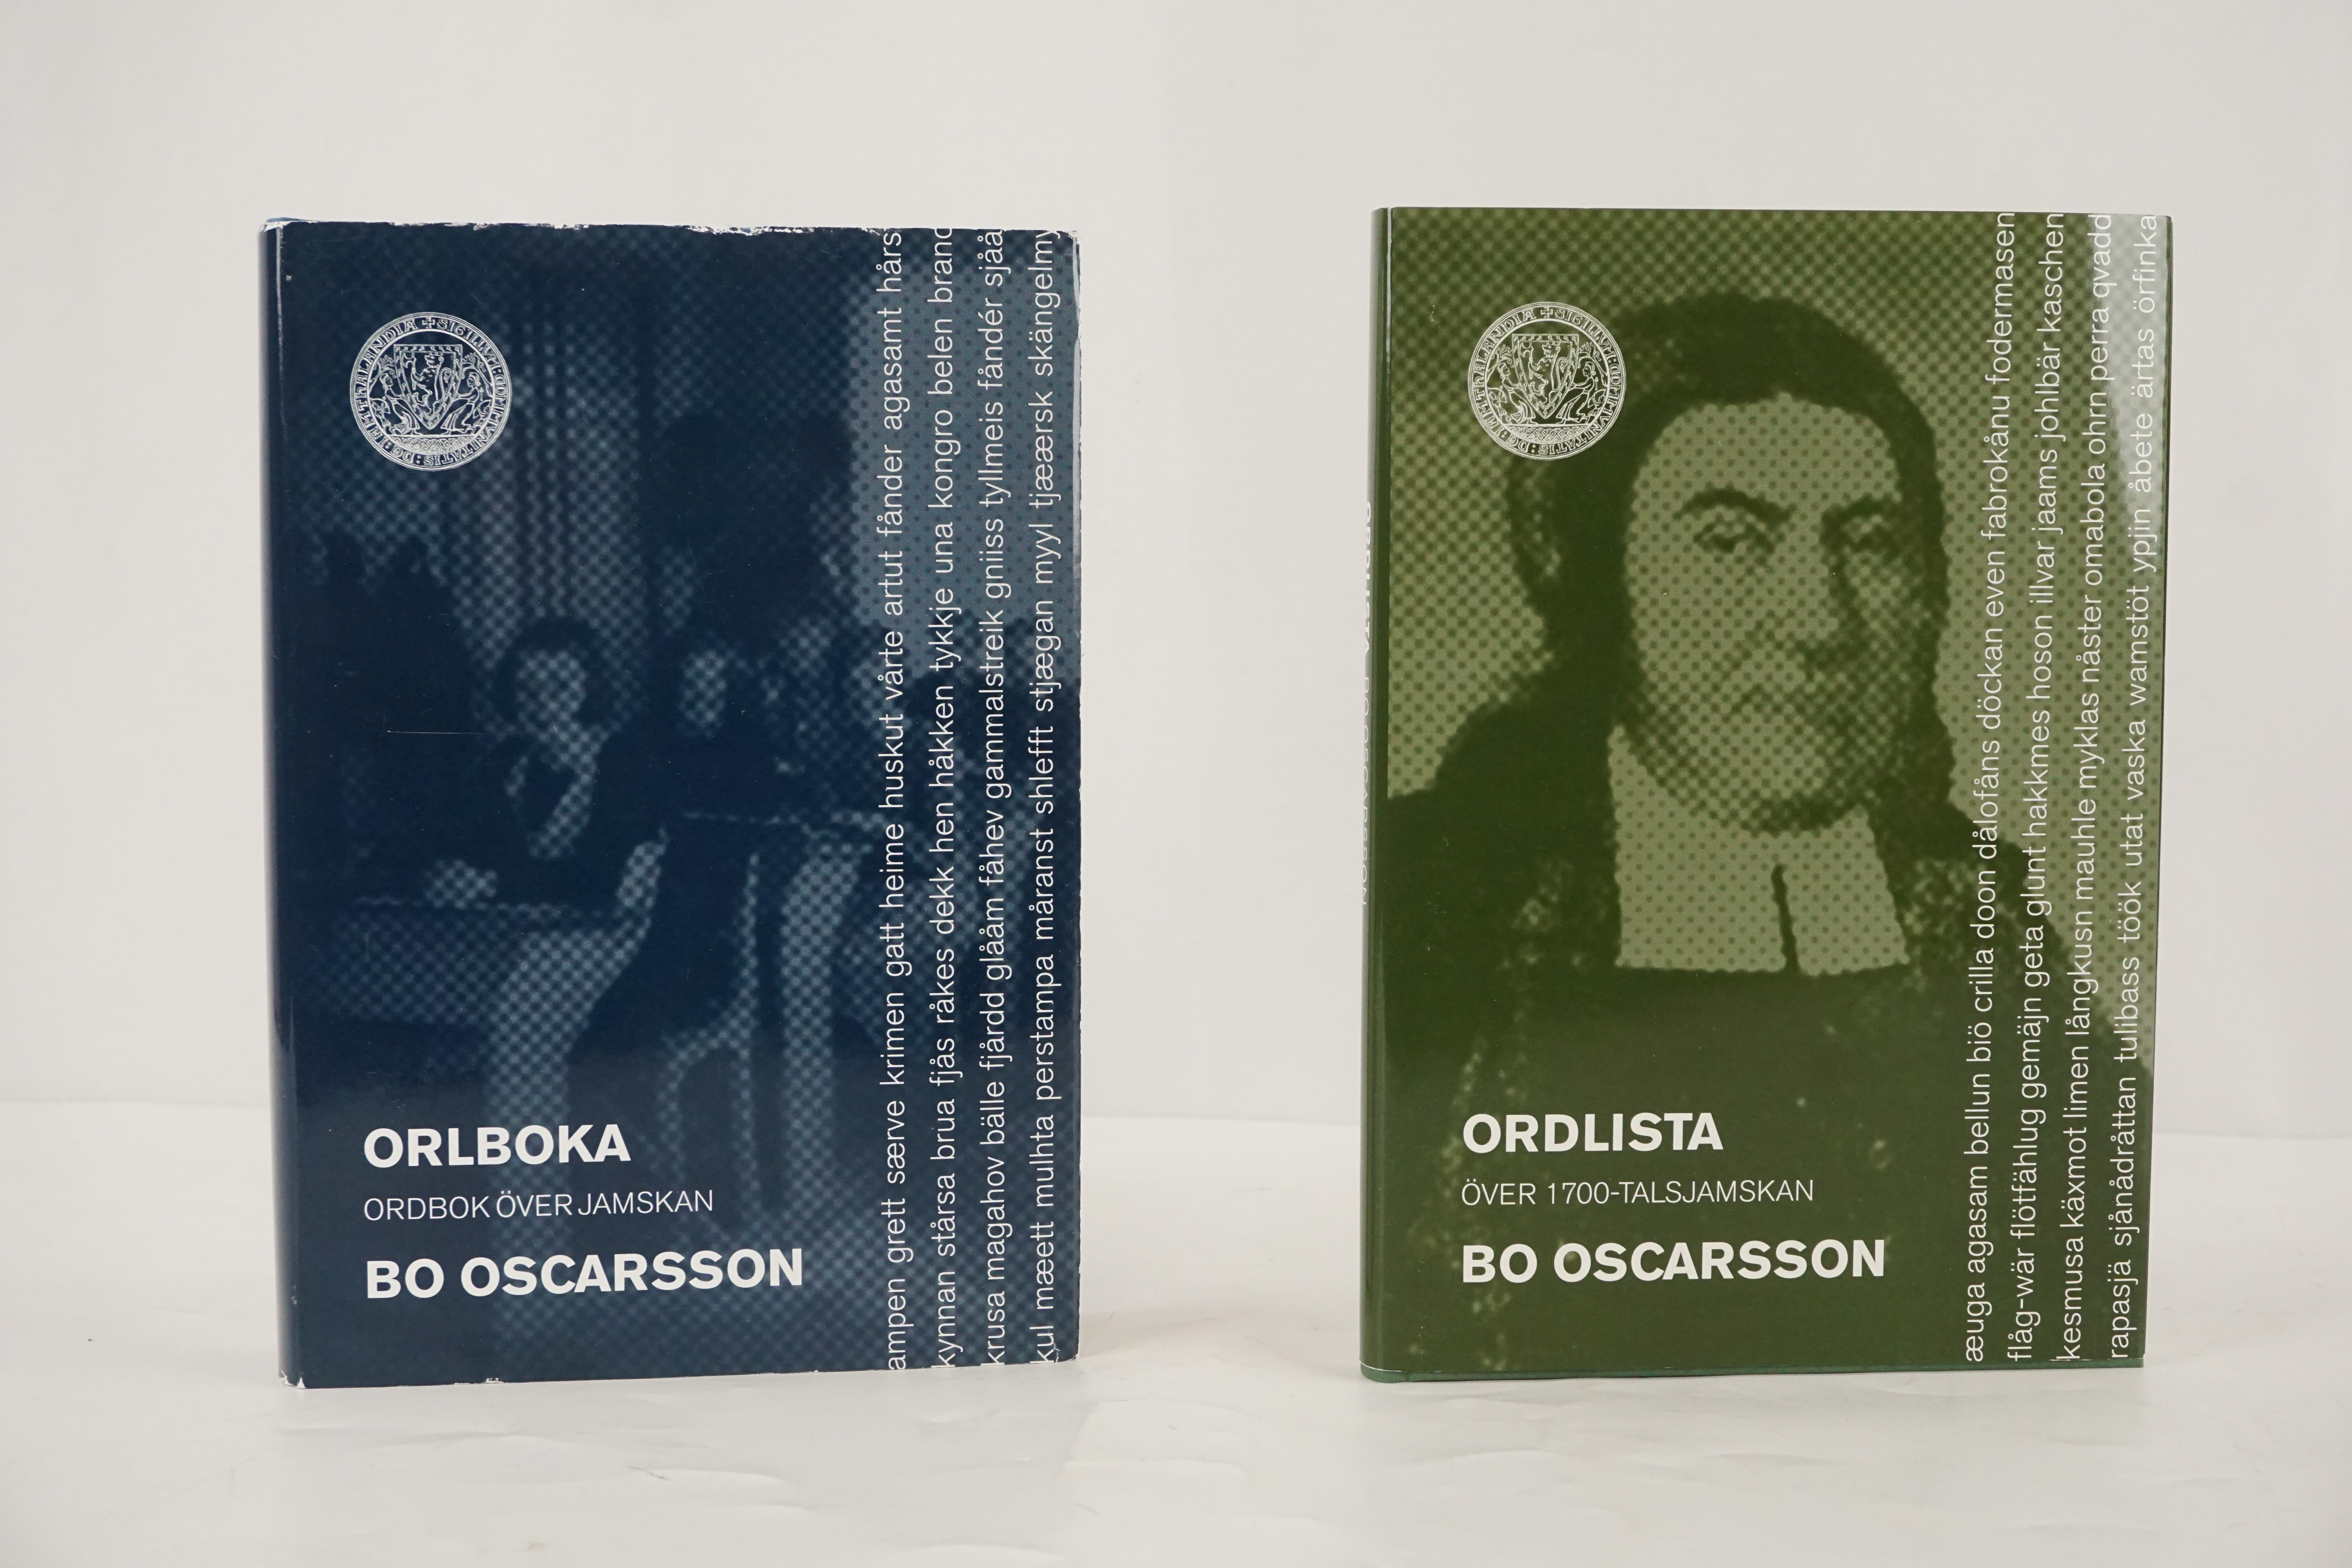 ORLBOKA
ORDBOK ÖVER JAMSKAN
BO OSCARSSON
ampen grett særve krimen gatt heime huskut vårte artut fånder agasamt hårs
kynnan stårsa brua fjås råkes dekk hen håkken tykkje una kongro belen brand
krusa magahov bälle fjårdd glååm fåhev gammalstreik gniiss tyllmeis fåndér sjåå
kul mæett mulhta perstampa måranst shlefft stjægan myyl tjæærsk skängelmy
ORDLISTA
ÖVER 1700-TALSJAMSKAN
BO OSCARSSON
æuga agasam bellun biö crilla doon dålofåns döckan even fabrokånu fodermasen
flåg-wär flötfåhlug gemäjn geta glunt hakkmes hoson illvar jaams johlbär kaschen
kesmusa käxmot limen långkusn mauhle myklas nåster omabola ohrn perra qvadd
rapasjä sjånådråttan tulibass töök utat vaska wamstöt ypjin åbete ärtas örfinka